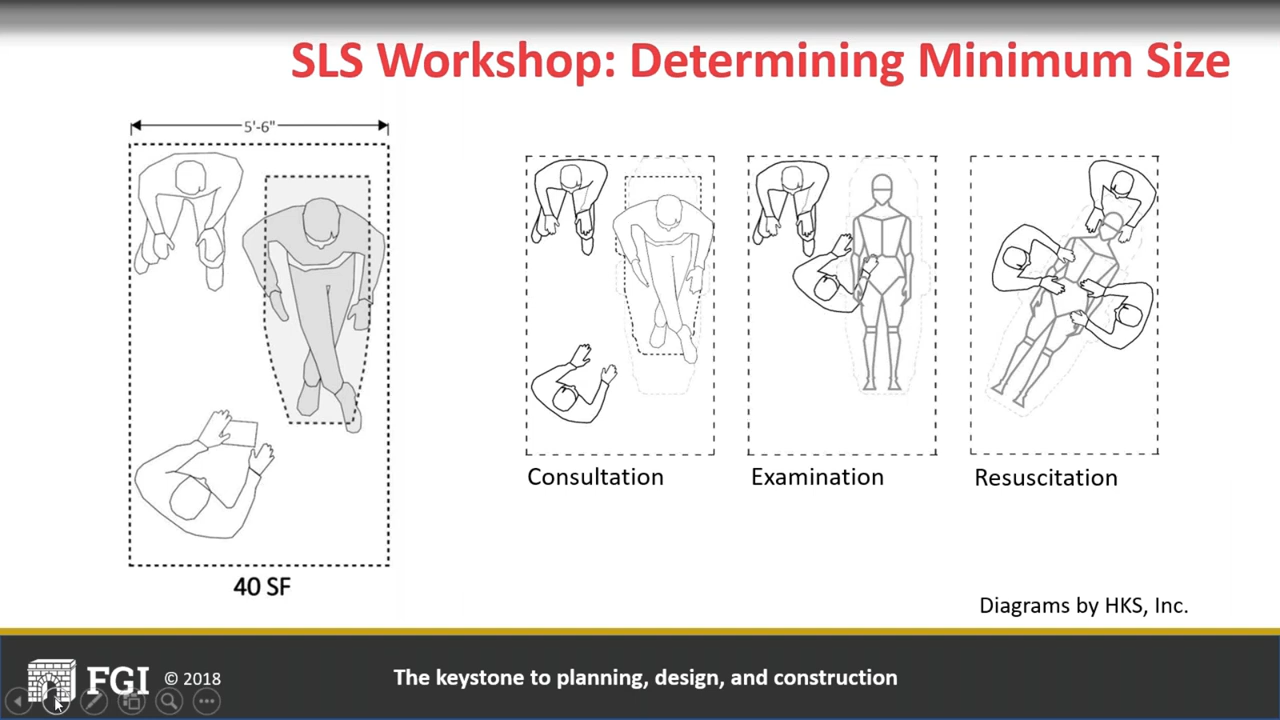 SLS Workshop: Determining Minimum Size
5'-6"
40 SF
Consultation
Examination
Resuscitation
Diagrams by HKS, Inc.
FGI © 2018
The keystone to planning, design, and construction